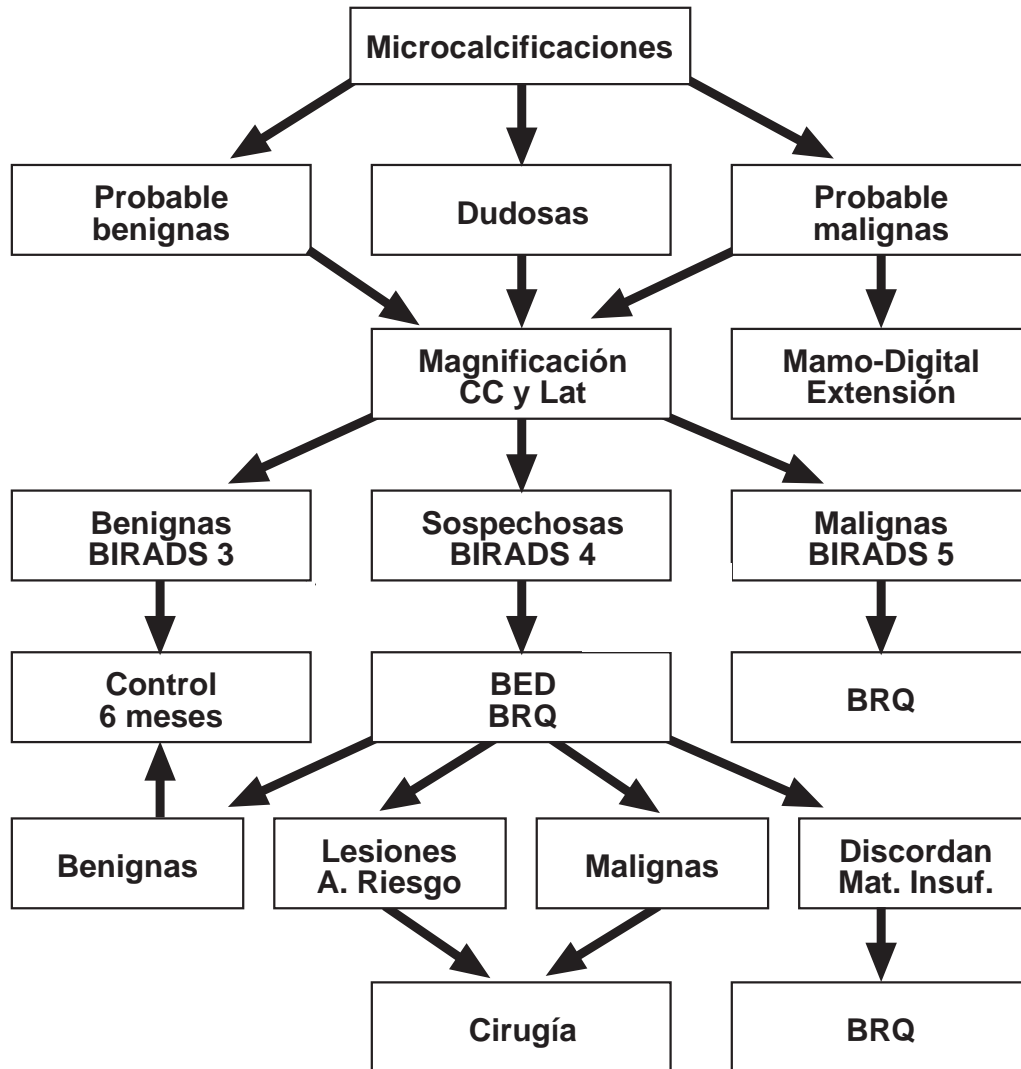 Microcalcificaciones
Probable
benignas
Dudosas
Probable
malignas
Magnificación
CC y Lat
Mamo-Digital
Extensión
Benignas
BIRADS 3
Sospechosas
BIRADS 4
Malignas
BIRADS 5
Control
6 meses
BED
BRQ
BRQ
Benignas
Lesiones
A. Riesgo
Malignas
Discordan
Mat. Insuf.
Cirugía
BRQ